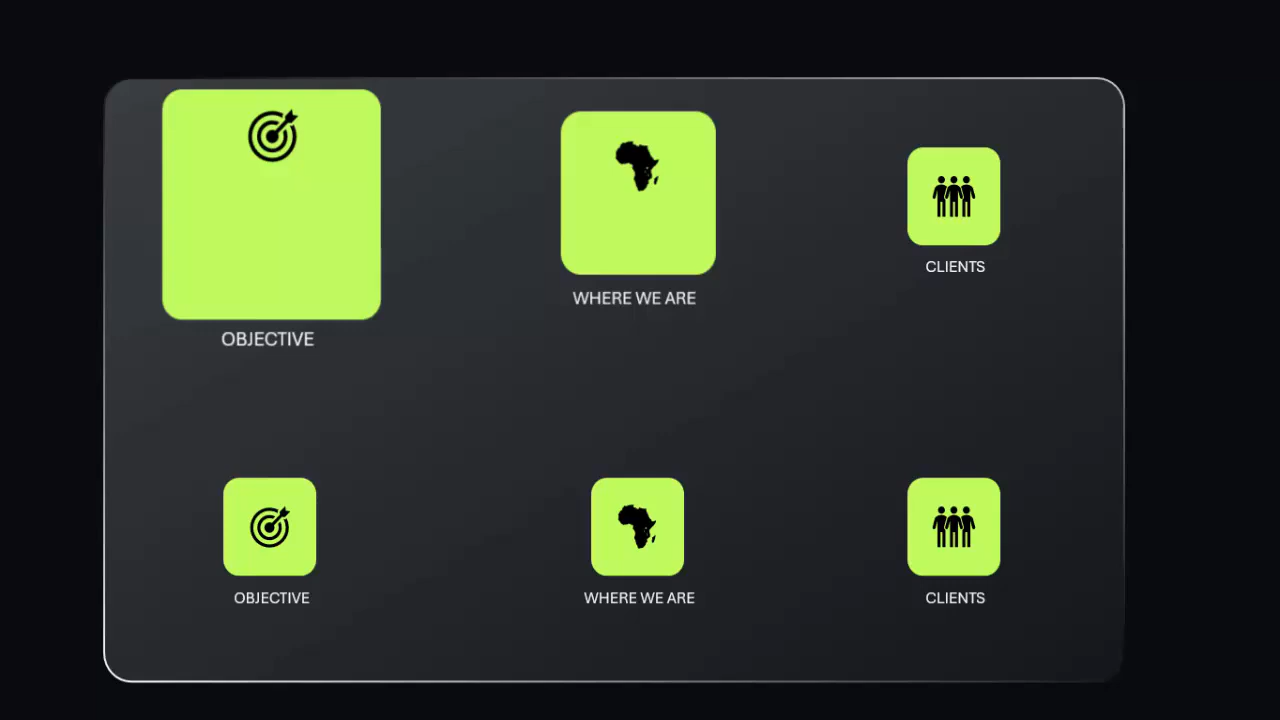 OBJECTIVE
WHERE WE ARE
CLIENTS
OBJECTIVE
WHERE WE ARE
CLIENTS